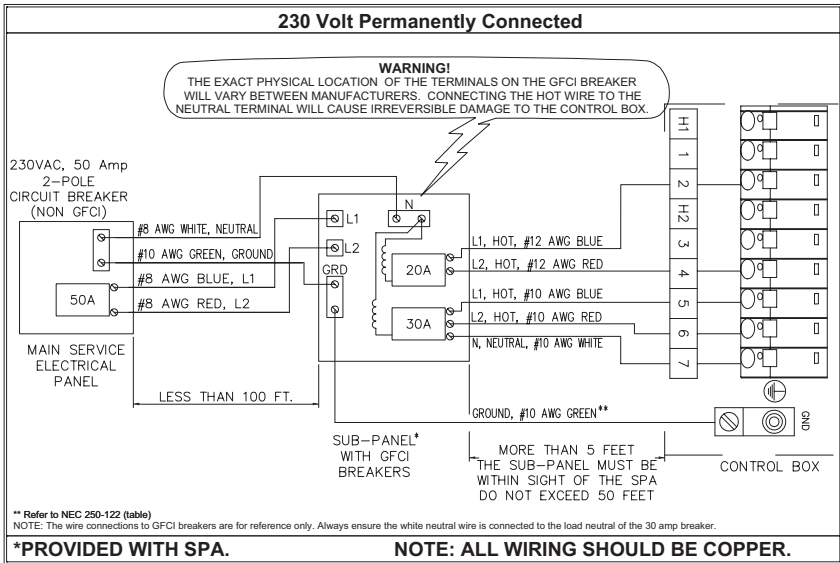 230 Volt Permanently Connected
WARNING!
THE EXACT PHYSICAL LOCATION OF THE TERMINALS ON THE GFCI BREAKER
WILL VARY BETWEEN MANUFACTURERS. CONNECTING THE HOT WIRE TO THE
NEUTRAL TERMINAL WILL CAUSE IRREVERSIBLE DAMAGE TO THE CONTROL BOX.
230VAC, 50 Amp
2-POLE
CIRCUIT BREAKER
(NON GFCI)
#8 AWG WHITE, NEUTRAL
#10 AWG GREEN, GROUND
#8 AWG BLUE, L1
#8 AWG RED, L2
50A
MAIN SERVICE
ELECTRICAL
PANEL
LESS THAN 100 FT.
N
L1
L2
GRD
20A
30A
SUB-PANEL*
WITH GFCI
BREAKERS
L1, HOT, #12 AWG BLUE
L2, HOT, #12 AWG RED
L1, HOT, #10 AWG BLUE
L2, HOT, #10 AWG RED
N, NEUTRAL, #10 AWG WHITE
GROUND, #10 AWG GREEN**
MORE THAN 5 FEET
THE SUB-PANEL MUST BE
WITHIN SIGHT OF THE SPA
DO NOT EXCEED 50 FEET
H1
1
2
H2
3
4
5
6
7
GND
CONTROL BOX
** Refer to NEC 250-122 (table)
NOTE: The wire connections to GFCI breakers are for reference only. Always ensure the white neutral wire is connected to the load neutral of the 30 amp breaker.
*PROVIDED WITH SPA. NOTE: ALL WIRING SHOULD BE COPPER.